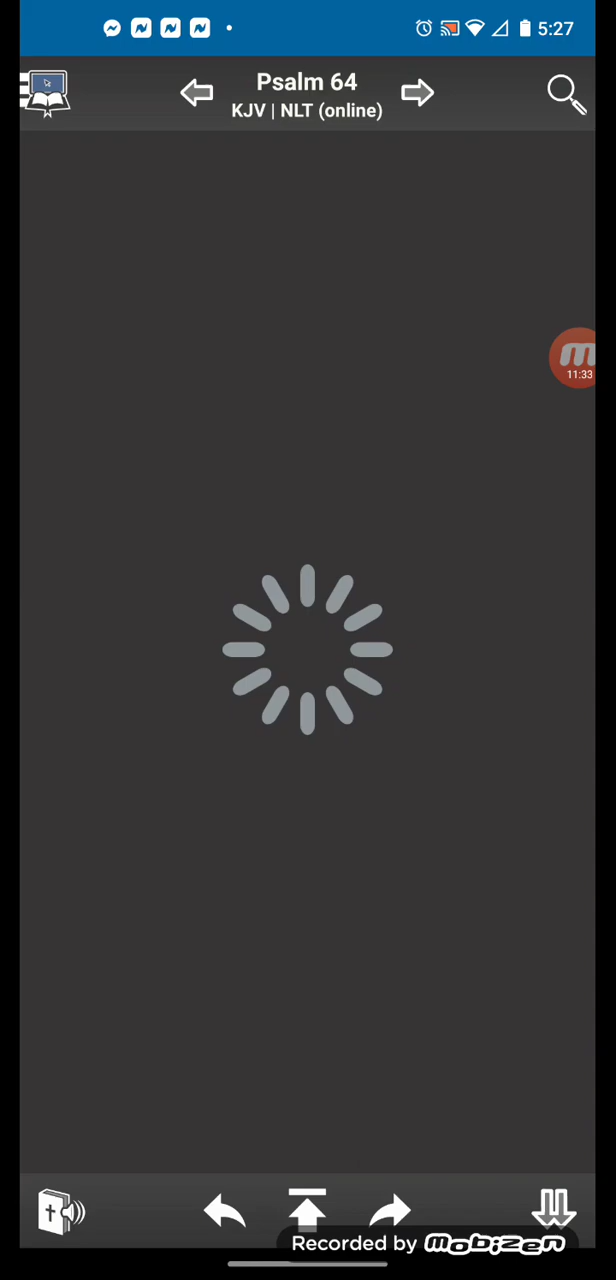 5:27
Psalm 64
KJV | NLT (online)
m
11:33
Recorded by mobizen